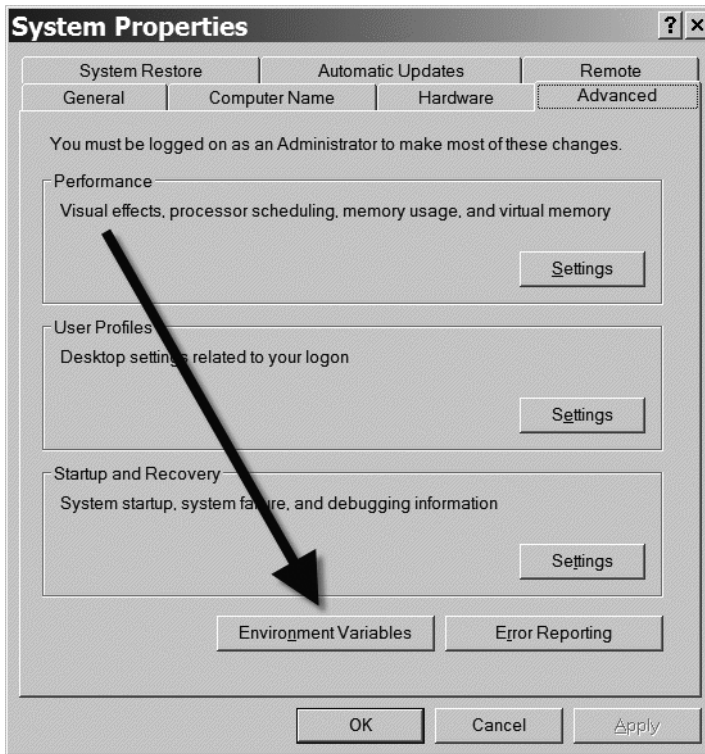 System Properties
? ×
System Restore Automatic Updates Remote
General Computer Name Hardware Advanced
You must be logged on as an Administrator to make most of these changes.
Performance
Visual effects, processor scheduling, memory usage, and virtual memory
Settings
User Profiles
Desktop settings related to your logon
Settings
Startup and Recovery
System startup, system failure, and debugging information
Settings
Environment Variables Error Reporting
OK Cancel Apply